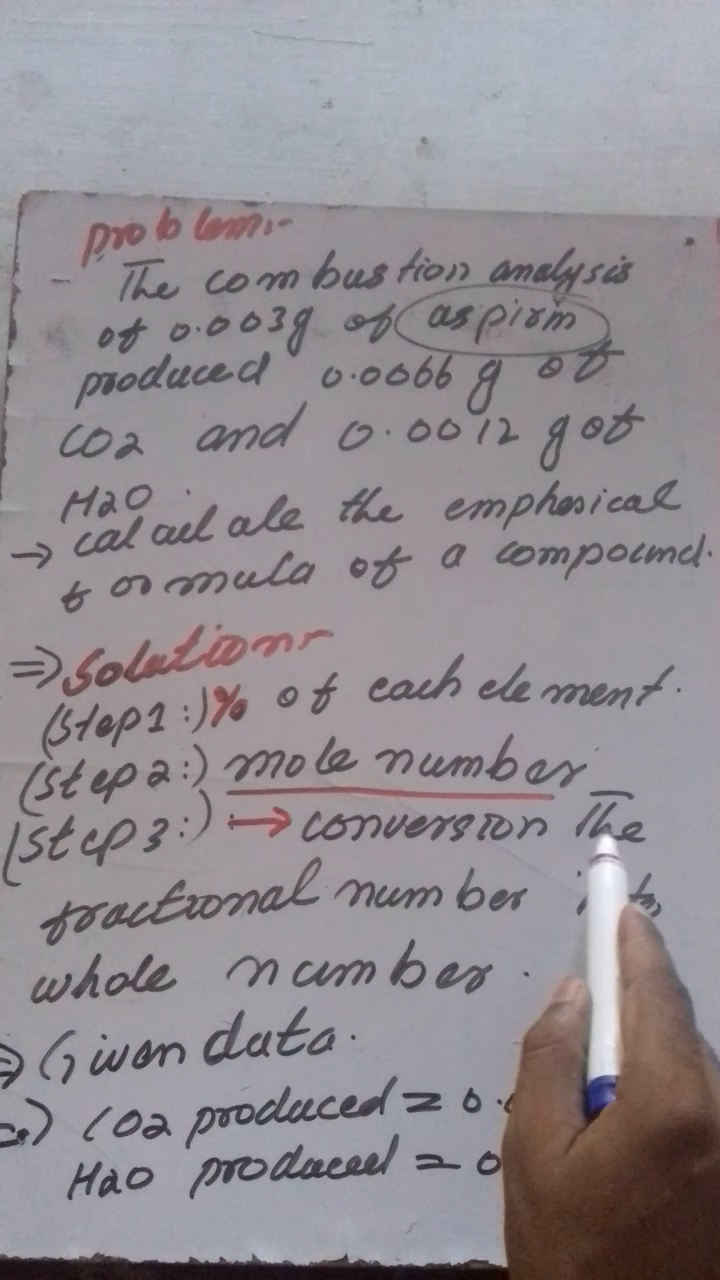 Problem:-
- The combustion analysis
of 0.003g of aspirin
produced 0.0066 g of
CO2 and 0.0012 g of
H2O.
→ calculate the empherical
formula of a compound.
⇒ Solution:-
(Step1:) % of each element.
(Step2:) mole number
(Step3:) → conversion The
fractional number
whole number.
⇒ Given data.
CO2 produced = 0.
H2O produced = 0